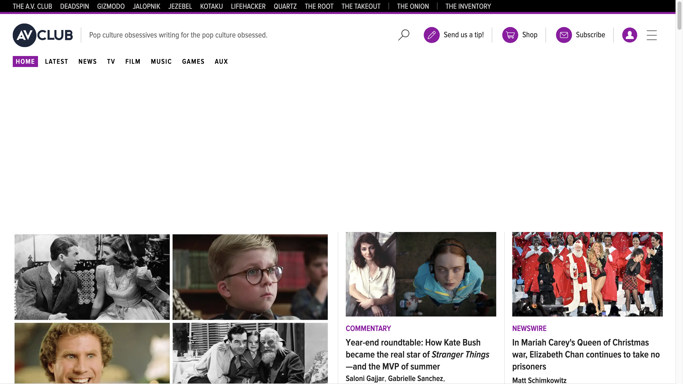 THE A.V. CLUB DEADSPIN GIZMODO JALOPNIK JEZEBEL KOTAKU LIFEHACKER QUARTZ THE ROOT THE TAKEOUT | THE ONION | THE INVENTORY
AV CLUB
Pop culture obsessives writing for the pop culture obsessed.
Send us a tip!
Shop
Subscribe
HOME LATEST NEWS TV FILM MUSIC GAMES AUX
COMMENTARY
Year-end roundtable: How Kate Bush
became the real star of Stranger Things
—and the MVP of summer
Saloni Gajjar, Gabrielle Sanchez,
NEWSWIRE
In Mariah Carey's Queen of Christmas
war, Elizabeth Chan continues to take no
prisoners
Matt Schimkowitz